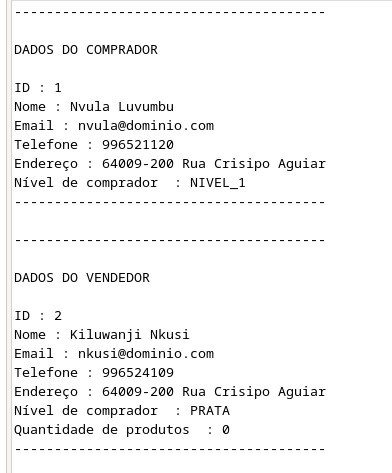 ----------------------------------------
DADOS DO COMPRADOR
ID : 1
Nome : Nvula Luvumbu
Email : nvula@dominio.com
Telefone : 996521120
Endereço : 64009-200 Rua Crisipo Aguiar
Nível de comprador  : NIVEL_1
----------------------------------------
----------------------------------------
DADOS DO VENDEDOR
ID : 2
Nome : Kiluwanji Nkusi
Email : nkusi@dominio.com
Telefone : 996524109
Endereço : 64009-200 Rua Crisipo Aguiar
Nível de comprador  : PRATA
Quantidade de produtos  : 0
----------------------------------------